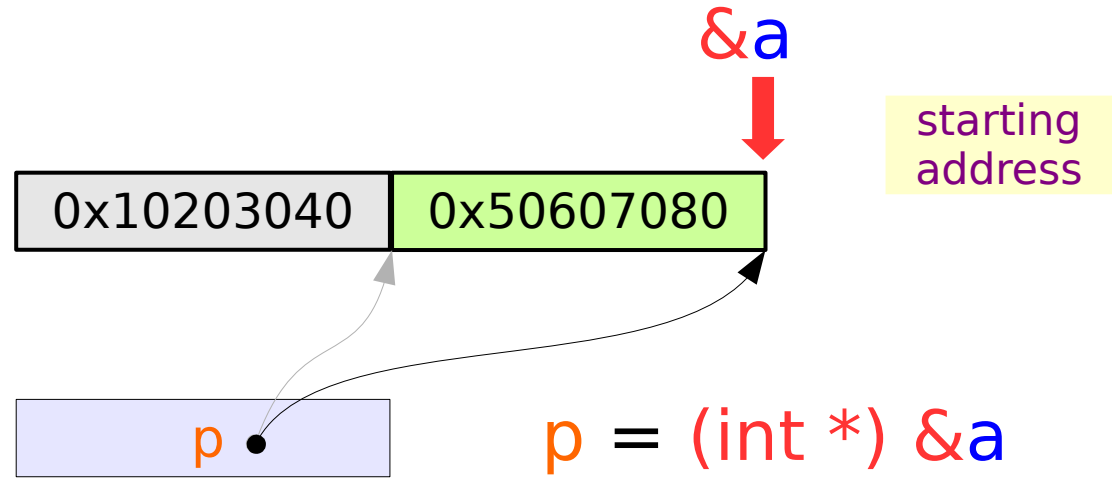 &a
starting
address
0x10203040 0x50607080
p
p = (int *) &a